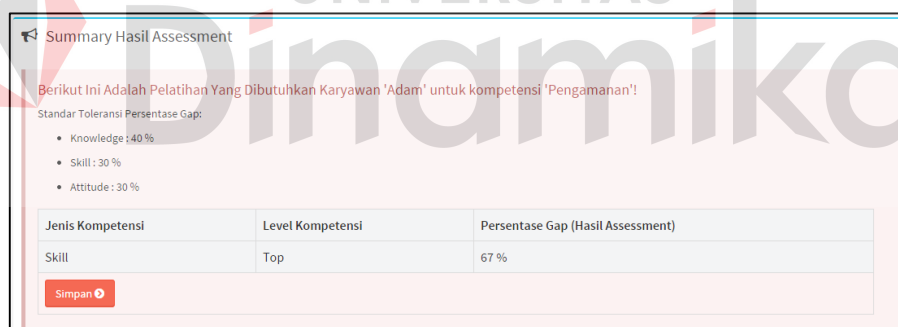 UNIVERSITAS
Dinamika
Summary Hasil Assessment
Berikut Ini Adalah Pelatihan Yang Dibutuhkan Karyawan 'Adam' untuk kompetensi 'Pengamanan'!
Standar Toleransi Persentase Gap:
Knowledge : 40 %
Skill : 30 %
Attitude : 30 %
Jenis Kompetensi Level Kompetensi Persentase Gap (Hasil Assessment)
Skill Top 67 %
Simpan